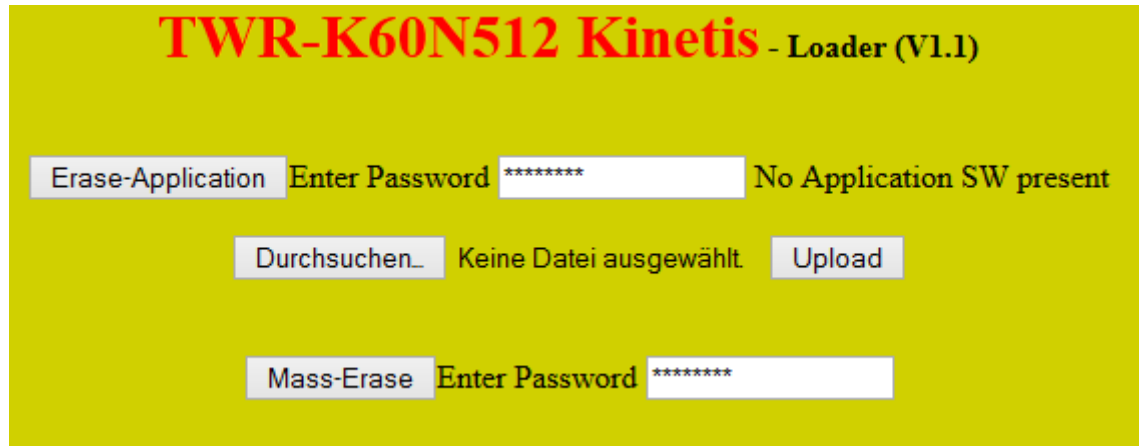 TWR-K60N512 Kinetis - Loader (V1.1)
Erase-Application Enter Password ******** No Application SW present
Durchsuchen... Keine Datei ausgewählt. Upload
Mass-Erase Enter Password ********